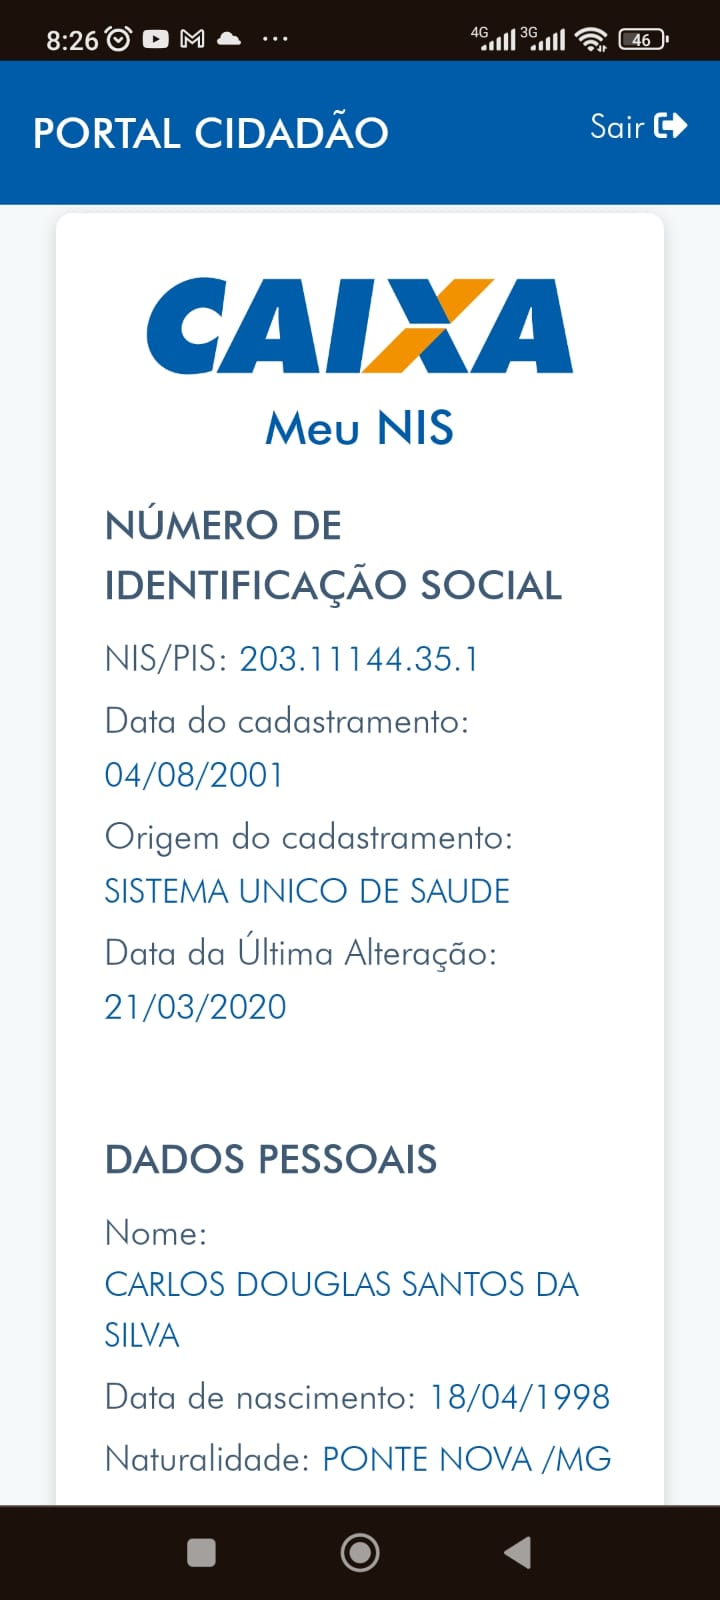 8:26 ... 4G 3G 46
PORTAL CIDADÃO
Sair
CAIXA
Meu NIS
NÚMERO DE
IDENTIFICAÇÃO SOCIAL
NIS/PIS: 203.11144.35.1
Data do cadastramento:
04/08/2001
Origem do cadastramento:
SISTEMA UNICO DE SAUDE
Data da Última Alteração:
21/03/2020
DADOS PESSOAIS
Nome:
CARLOS DOUGLAS SANTOS DA
SILVA
Data de nascimento: 18/04/1998
Naturalidade: PONTE NOVA /MG